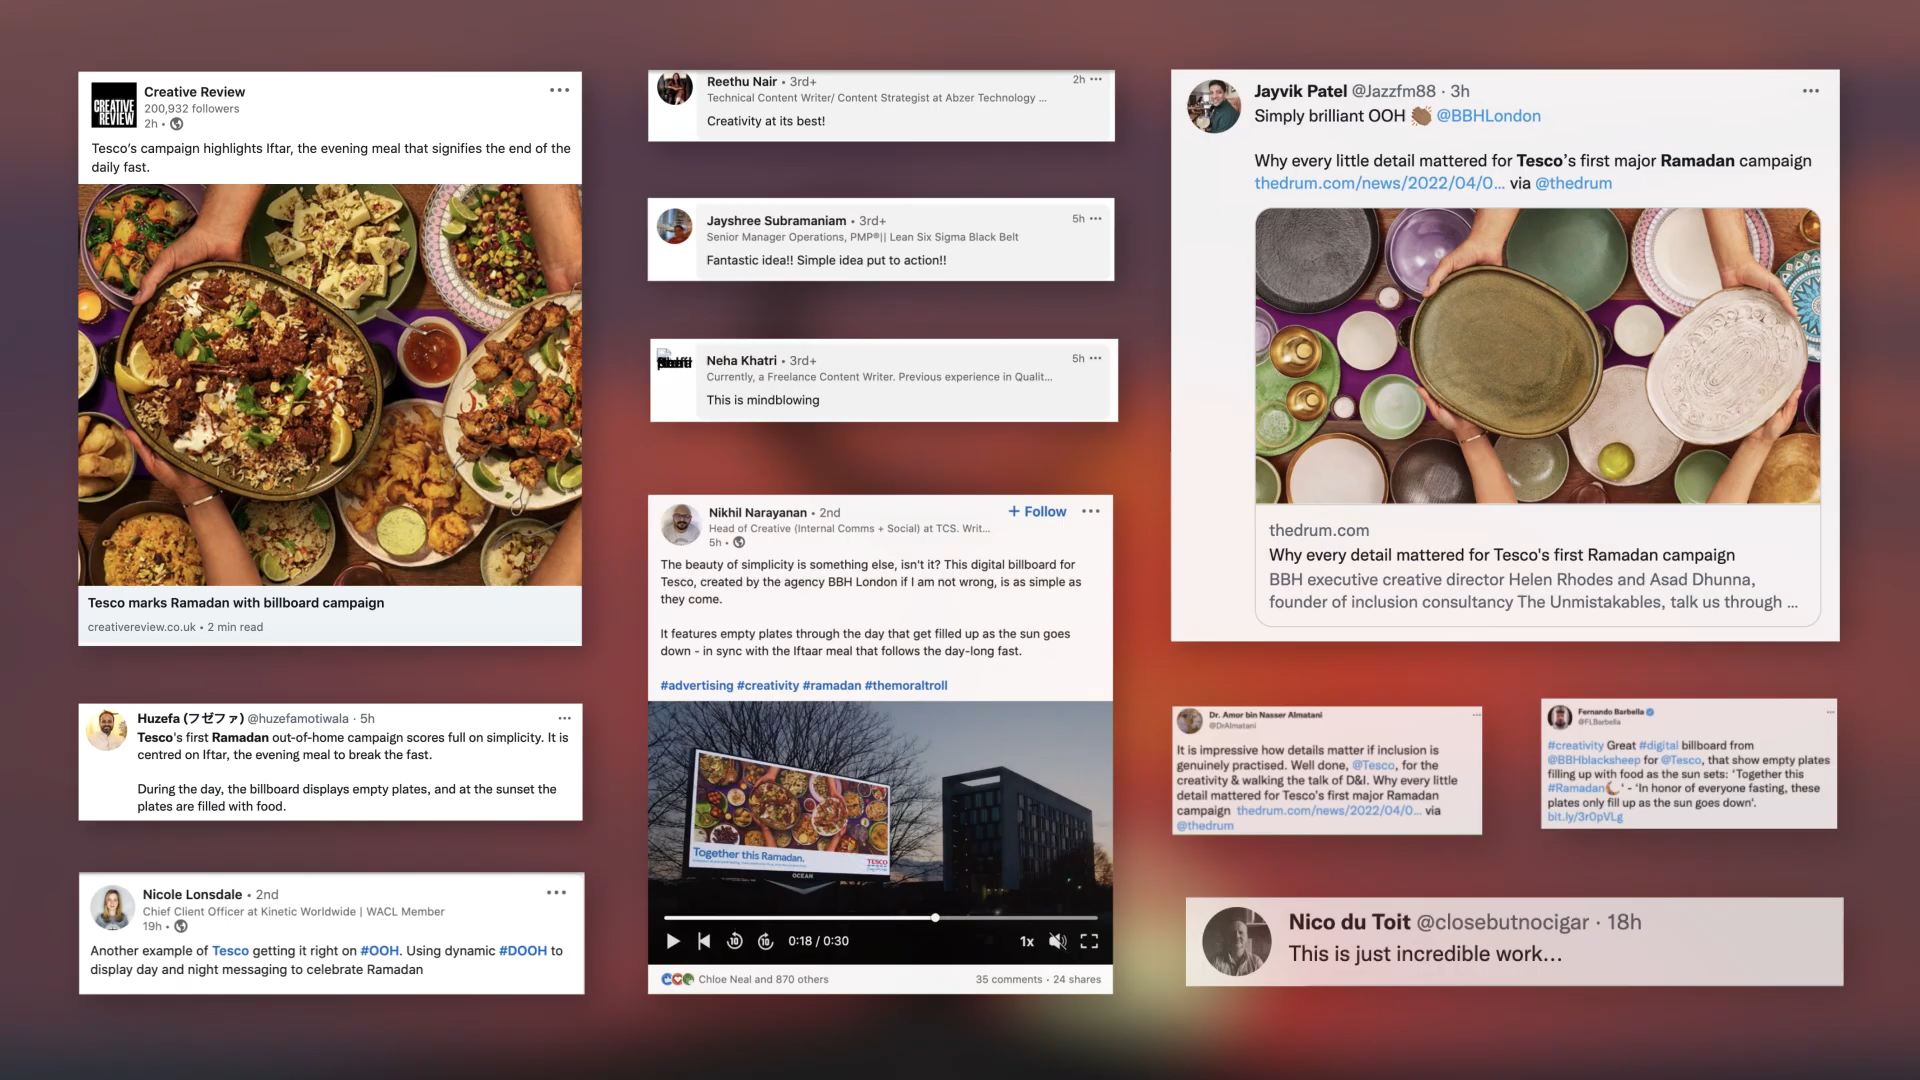 CREATIVE
REVIEW
Creative Review
200,932 followers
2h •
Tesco's campaign highlights Iftar, the evening meal that signifies the end of the
daily fast.
Tesco marks Ramadan with billboard campaign
creativereview.co.uk • 2 min read
Huzefa (フゼファ) @huzefamotiwala · 5h
Tesco's first Ramadan out-of-home campaign scores full on simplicity. It is
centred on Iftar, the evening meal to break the fast.
During the day, the billboard displays empty plates, and at the sunset the
plates are filled with food.
Nicole Lonsdale • 2nd
Chief Client Officer at Kinetic Worldwide | WACL Member
19h •
Another example of Tesco getting it right on #OOH. Using dynamic #DOOH to
display day and night messaging to celebrate Ramadan
Reethu Nair • 3rd+
2h
Technical Content Writer/ Content Strategist at Abzer Technology ...
Creativity at its best!
Jayshree Subramaniam • 3rd+
5h
Senior Manager Operations, PMP®|| Lean Six Sigma Black Belt
Fantastic idea!! Simple idea put to action!!
Neha Khatri • 3rd+
5h
Currently, a Freelance Content Writer. Previous experience in Qualit...
This is mindblowing
Nikhil Narayanan • 2nd
+ Follow
Head of Creative (Internal Comms + Social) at TCS. Writ...
5h •
The beauty of simplicity is something else, isn't it? This digital billboard for
Tesco, created by the agency BBH London if I am not wrong, is as simple as
they come.
It features empty plates through the day that get filled up as the sun goes
down - in sync with the Iftaar meal that follows the day-long fast.
#advertising #creativity #ramadan #themoraltroll
Together this Ramadan.
TESCO
OCEAN
10
10
0:18 / 0:30
1x
Chloe Neal and 870 others
35 comments • 24 shares
Jayvik Patel @Jazzfm88 · 3h
Simply brilliant OOH 👏🏾 @BBHLondon
Why every little detail mattered for Tesco's first major Ramadan campaign
thedrum.com/news/2022/04/0... via @thedrum
thedrum.com
Why every detail mattered for Tesco's first Ramadan campaign
BBH executive creative director Helen Rhodes and Asad Dhunna,
founder of inclusion consultancy The Unmistakables, talk us through ...
Dr. Amor bin Nasser Almatani
@DrAlmatani
It is impressive how details matter if inclusion is
genuinely practised. Well done, @Tesco, for the
creativity & walking the talk of D&I. Why every little
detail mattered for Tesco's first major Ramadan
campaign thedrum.com/news/2022/04/0... via
@thedrum
Fernando Barbella
@FLBarbella
#creativity Great #digital billboard from
@BBHblacksheep for @Tesco, that show empty plates
filling up with food as the sun sets: 'Together this
#Ramadan🌜' - 'In honor of everyone fasting, these
plates only fill up as the sun goes down'.
bit.ly/3r0pVLg
Nico du Toit @closebutnocigar · 18h
This is just incredible work...